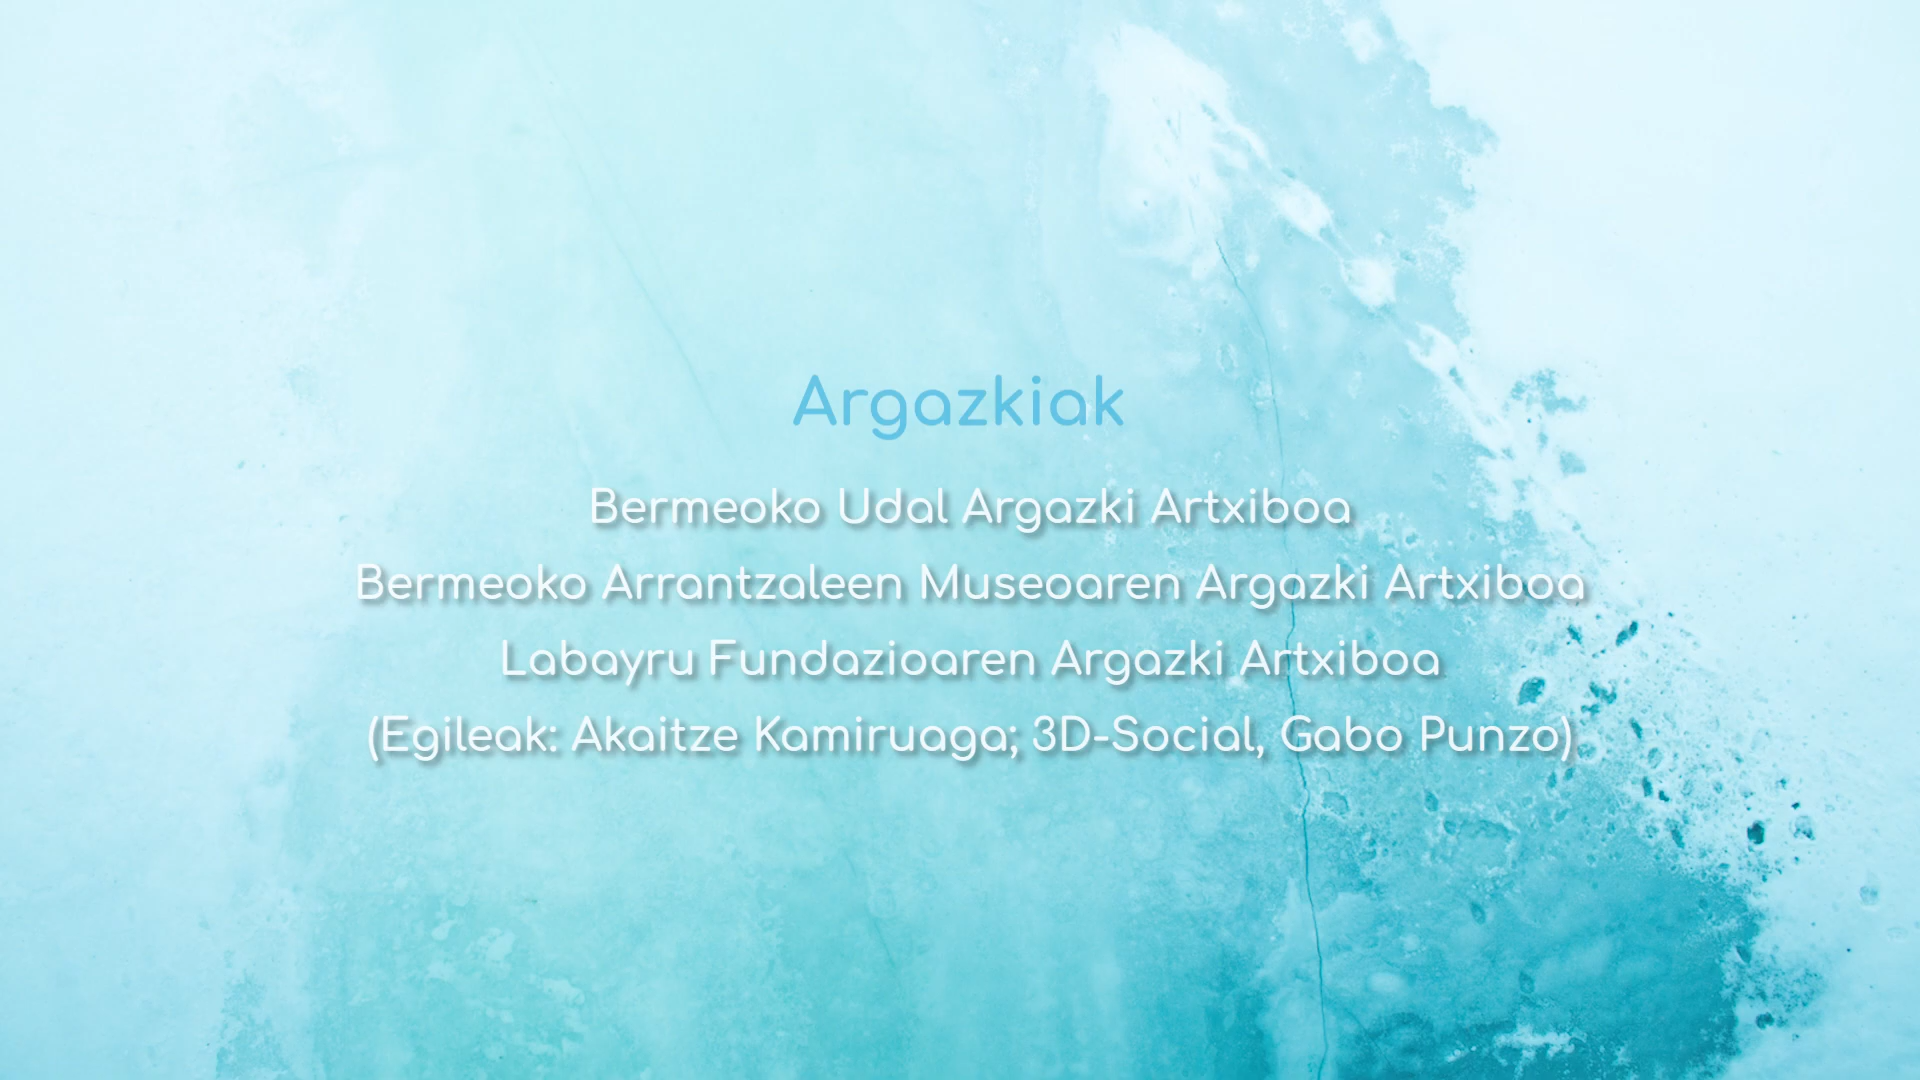 Argazkiak
Bermeoko Udal Argazki Artxiboa
Bermeoko Arrantzaleen Museoaren Argazki Artxiboa
Labayru Fundazioaren Argazki Artxiboa
(Egileak: Akaitze Kamiruaga; 3D-Social, Gabo Punzo)